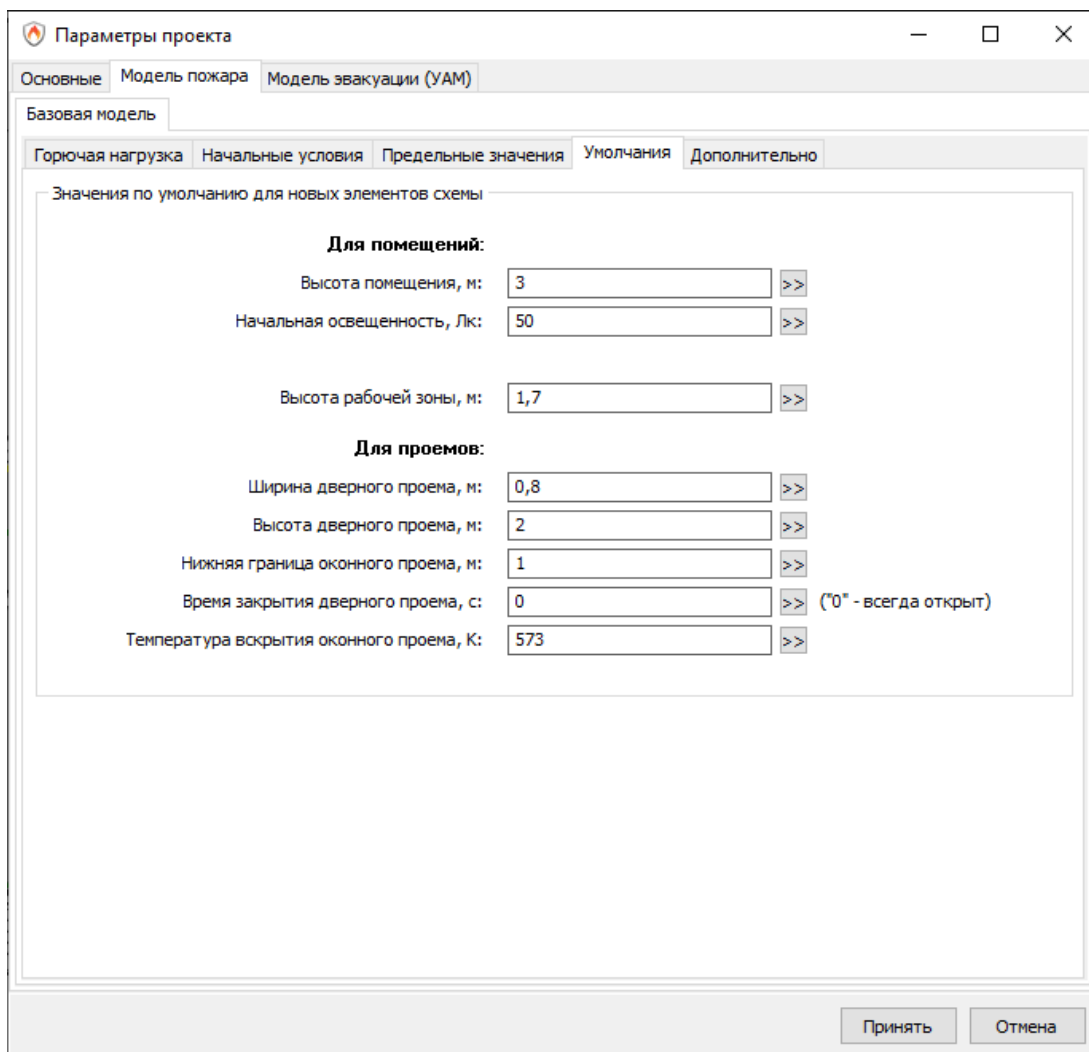 Параметры проекта
Основные Модель пожара Модель эвакуации (УАМ)
Базовая модель
Горючая нагрузка Начальные условия Предельные значения Умолчания Дополнительно
Значения по умолчанию для новых элементов схемы
Для помещений:
Высота помещения, м: 3 >>
Начальная освещенность, Лк: 50 >>
Высота рабочей зоны, м: 1,7 >>
Для проемов:
Ширина дверного проема, м: 0,8 >>
Высота дверного проема, м: 2 >>
Нижняя граница оконного проема, м: 1 >>
Время закрытия дверного проема, с: 0 >> ("0" - всегда открыт)
Температура вскрытия оконного проема, К: 573 >>
Принять Отмена